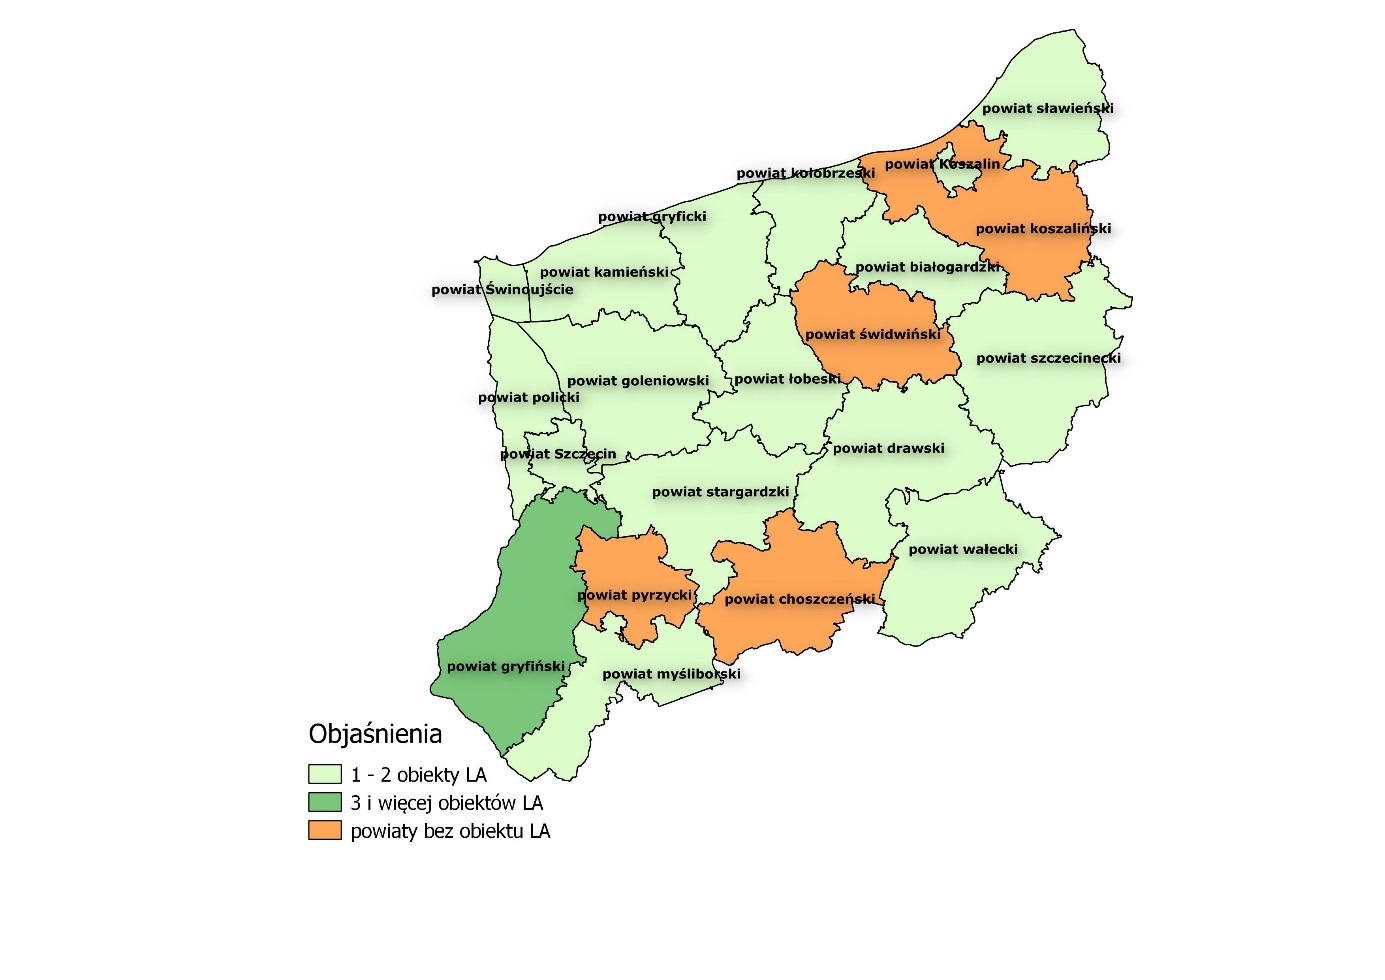 powiat sławieński
powiat Koszalin
powiat kołobrzeski
powiat gryficki
powiat koszaliński
powiat białogardzki
powiat kamieński
powiat Świnoujście
powiat świdwiński
powiat szczecinecki
powiat goleniowski
powiat łobeski
powiat policki
powiat drawski
powiat Szczecin
powiat stargardzki
powiat wałecki
powiat pyrzycki
powiat choszczeński
powiat gryfiński
powiat myśliborski
Objaśnienia
1 - 2 obiekty LA
3 i więcej obiektów LA
powiaty bez obiektu LA